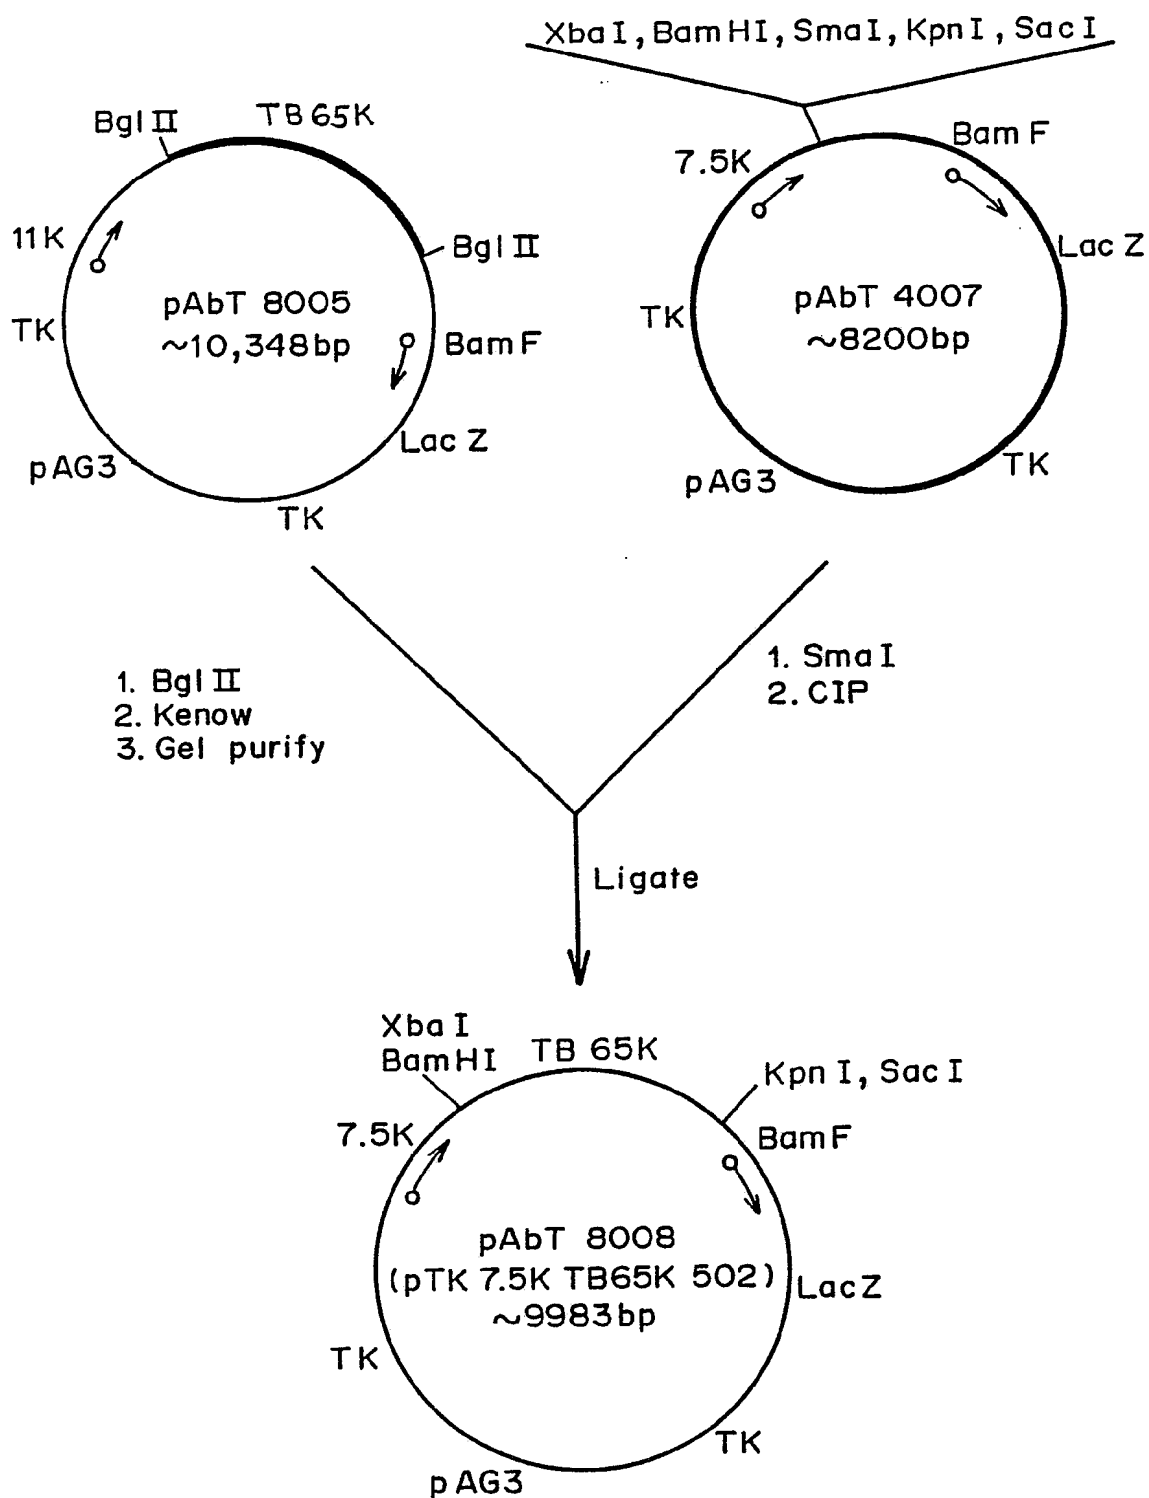 XbaI, BamHI, SmaI, KpnI, SacI
BglII
TB65K
11K
BglII
pAbT 8005
~10,348bp
TK
BamF
LacZ
pAG3
TK
7.5K
BamF
LacZ
pAbT 4007
~8200bp
TK
pAG3
TK
1. BglII
2. Kenow
3. Gel purify
1. SmaI
2. CIP
Ligate
XbaI
BamHI
TB 65K
KpnI, SacI
7.5K
BamF
pAbT 8008
(pTK 7.5K TB65K 502)
~9983bp
LacZ
TK
TK
pAG3